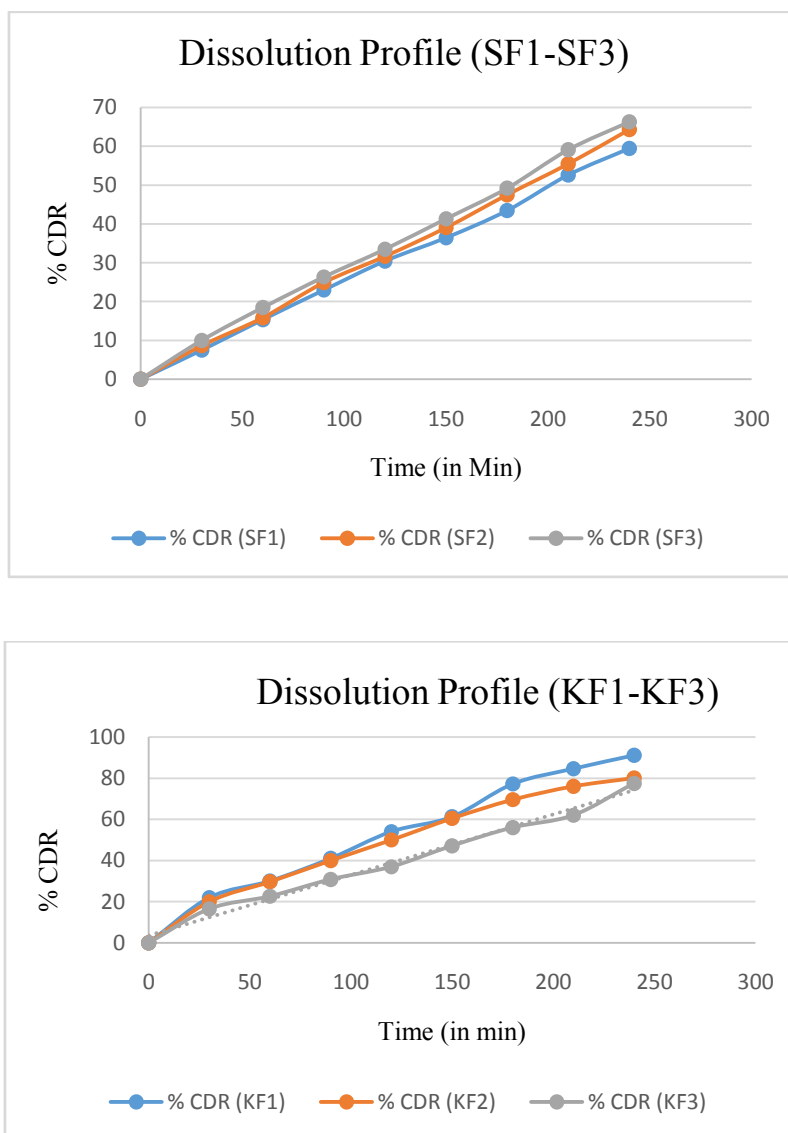 Dissolution Profile (SF1-SF3)
70
60
50
40
30
20
10
0
% CDR
0 50 100 150 200 250 300
Time (in Min)
% CDR (SF1) % CDR (SF2) % CDR (SF3)
Dissolution Profile (KF1-KF3)
100
80
60
40
20
0
% CDR
0 50 100 150 200 250 300
Time (in min)
% CDR (KF1) % CDR (KF2) % CDR (KF3)